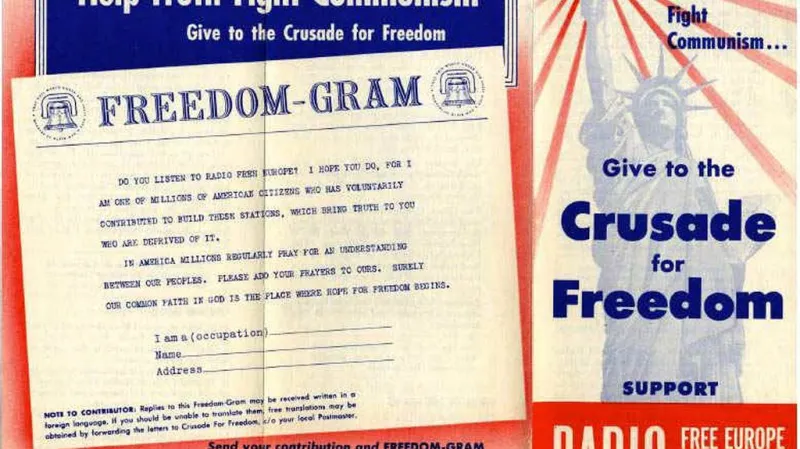 Help from Fight Communism
Give to the Crusade for Freedom
FREEDOM-GRAM
DO YOU LISTEN TO RADIO FREE EUROPE? I HOPE YOU DO, FOR I
AM ONE OF MILLIONS OF AMERICAN CITIZENS WHO HAS VOLUNTARILY
CONTRIBUTED TO BUILD THESE STATIONS, WHICH BRING TRUTH TO YOU
WHO ARE DEPRIVED OF IT.
IN AMERICA MILLIONS REGULARLY PRAY FOR AN UNDERSTANDING
BETWEEN OUR PEOPLES. PLEASE ADD YOUR PRAYERS TO OURS. SURELY
OUR COMMON FAITH IN GOD IS THE PLACE WHERE HOPE FOR FREEDOM BEGINS.
I am a (occupation)
Name
Address
NOTE TO CONTRIBUTOR: Replies to this Freedom-Gram may be received written in a
foreign language. If you should be unable to translate them, free translations may be
obtained by forwarding the letters to Crusade For Freedom, c/o your local Postmaster.
Send your contribution and FREEDOM-GRAM
Fight
Communism...
Give to the
Crusade
for
Freedom
SUPPORT
RADIO FREE EUROPE